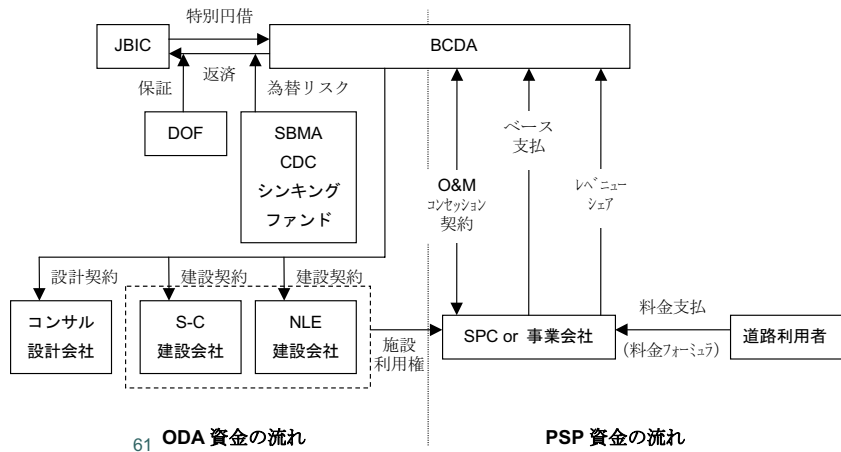 特別円借
JBIC
BCDA
返済
保証
為替リスク
DOF
SBMA
CDC
シンキング
ファンド
ベース
支払
O&M
コンセッション
契約
レベニュー
シェア
設計契約
建設契約
建設契約
コンサル
設計会社
S-C
建設会社
NLE
建設会社
施設
利用権
SPC or 事業会社
料金支払
(料金フォーミュラ)
道路利用者
61 ODA 資金の流れ
PSP 資金の流れ